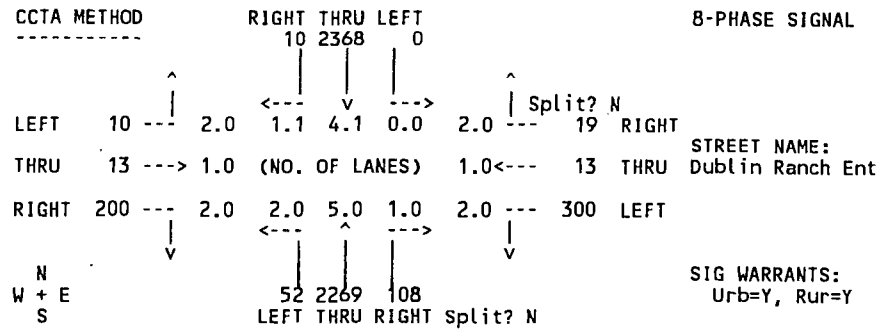 CCTA METHOD RIGHT THRU LEFT 8-PHASE SIGNAL
----------- 10 2368 0
^ ^
<--- v ---> | Split? N
LEFT 10 --- 2.0 1.1 4.1 0.0 2.0 --- 19 RIGHT
STREET NAME:
THRU 13 ---> 1.0 (NO. OF LANES) 1.0<--- 13 THRU Dublin Ranch Ent
RIGHT 200 --- 2.0 2.0 5.0 1.0 2.0 --- 300 LEFT
<--- ^ --->
v v
N SIG WARRANTS:
W + E 52 2269 108 Urb=Y, Rur=Y
S LEFT THRU RIGHT Split? N